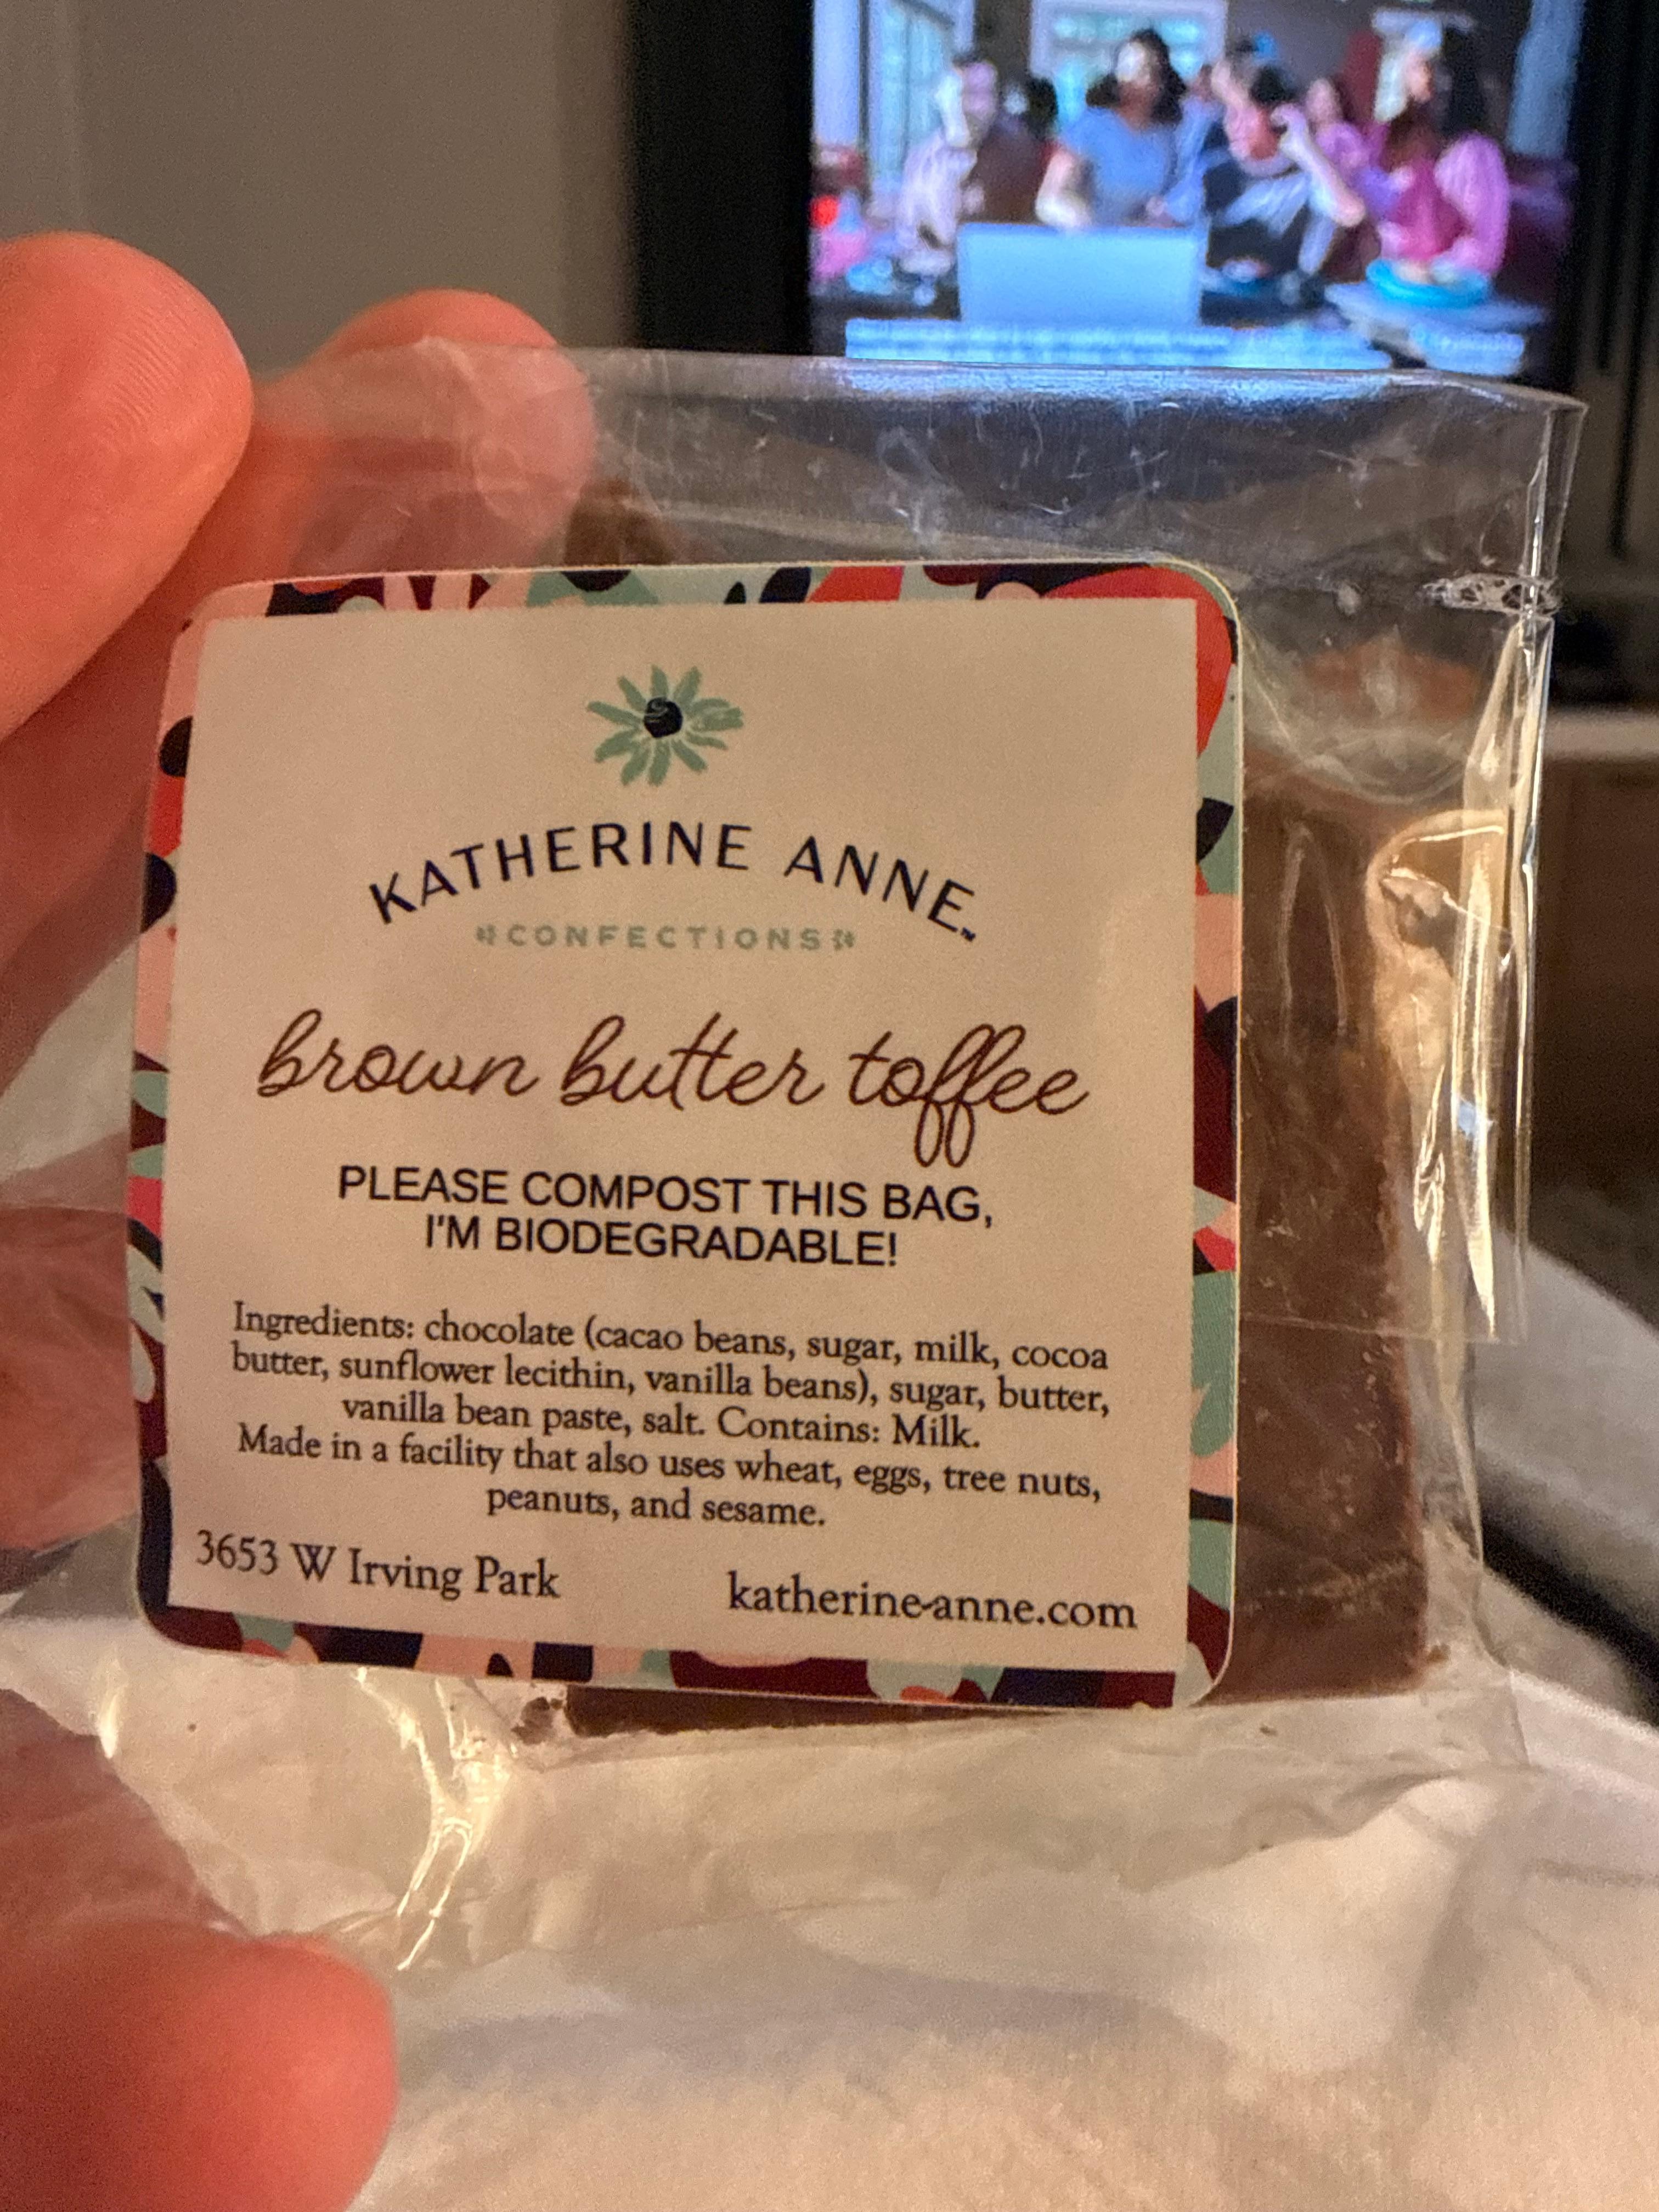 KATHERINE ANNE™
CONFECTIONS
brown butter toffee
PLEASE COMPOST THIS BAG,
I'M BIODEGRADABLE!
Ingredients: chocolate (cacao beans, sugar, milk, cocoa
butter, sunflower lecithin, vanilla beans), sugar, butter,
vanilla bean paste, salt. Contains: Milk.
Made in a facility that also uses wheat, eggs, tree nuts,
peanuts, and sesame.
3653 W Irving Park
katherine-anne.com